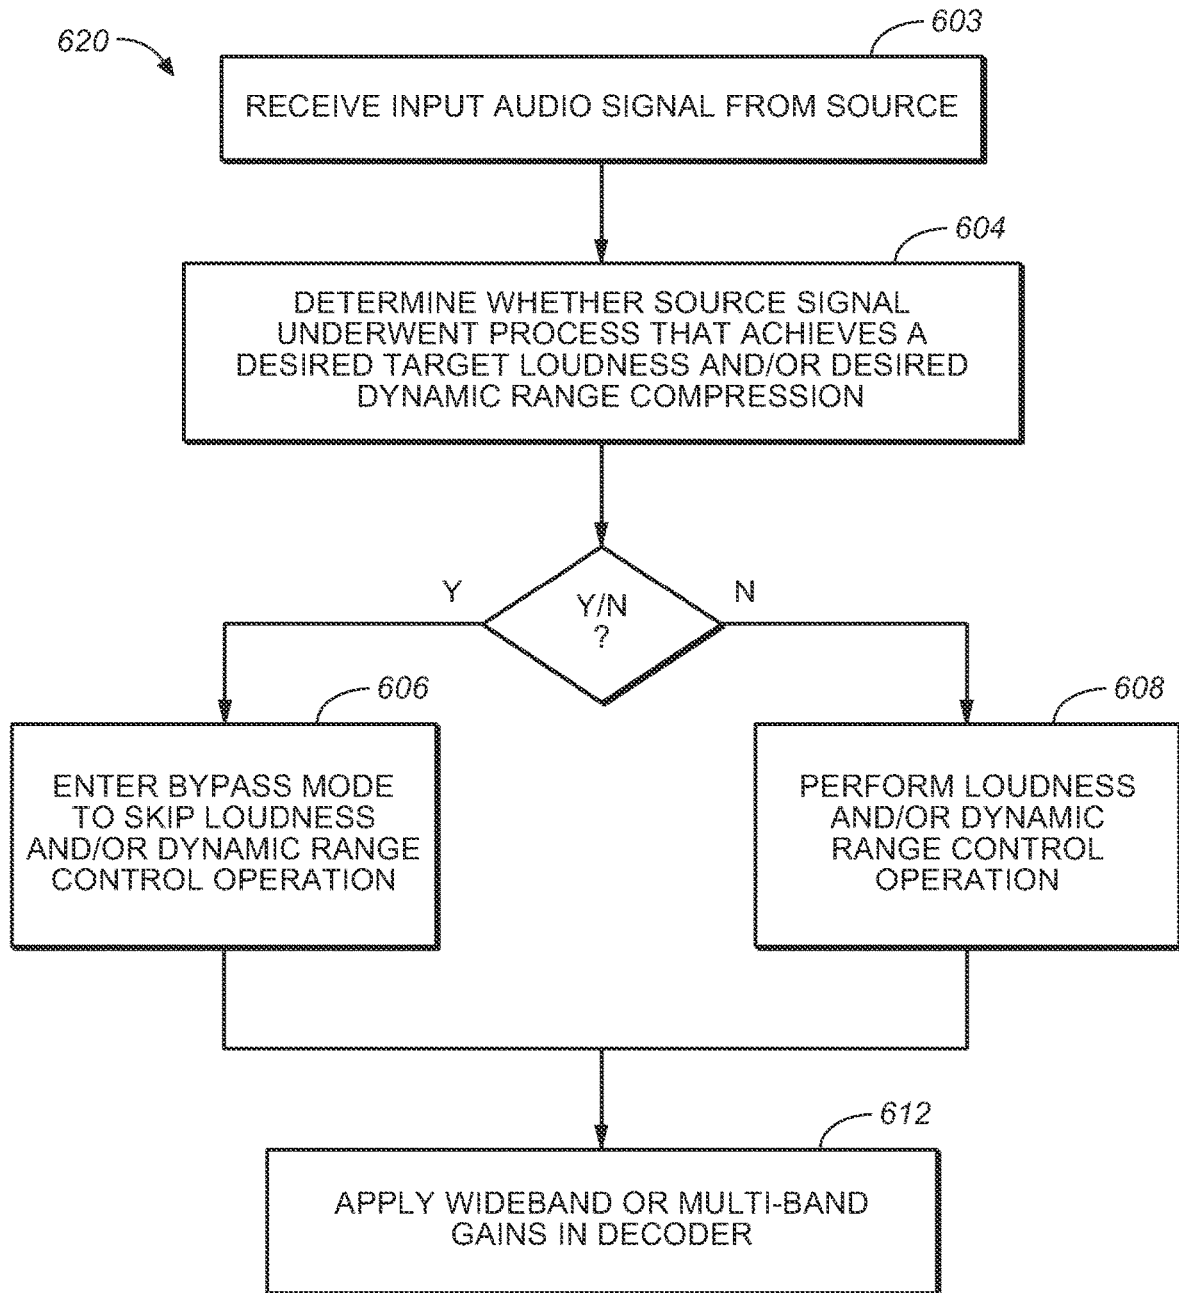 620
603
RECEIVE INPUT AUDIO SIGNAL FROM SOURCE
604
DETERMINE WHETHER SOURCE SIGNAL
UNDERWENT PROCESS THAT ACHIEVES A
DESIRED TARGET LOUDNESS AND/OR DESIRED
DYNAMIC RANGE COMPRESSION
Y
Y/N
?
N
606
ENTER BYPASS MODE
TO SKIP LOUDNESS
AND/OR DYNAMIC RANGE
CONTROL OPERATION
608
PERFORM LOUDNESS
AND/OR DYNAMIC
RANGE CONTROL
OPERATION
612
APPLY WIDEBAND OR MULTI-BAND
GAINS IN DECODER